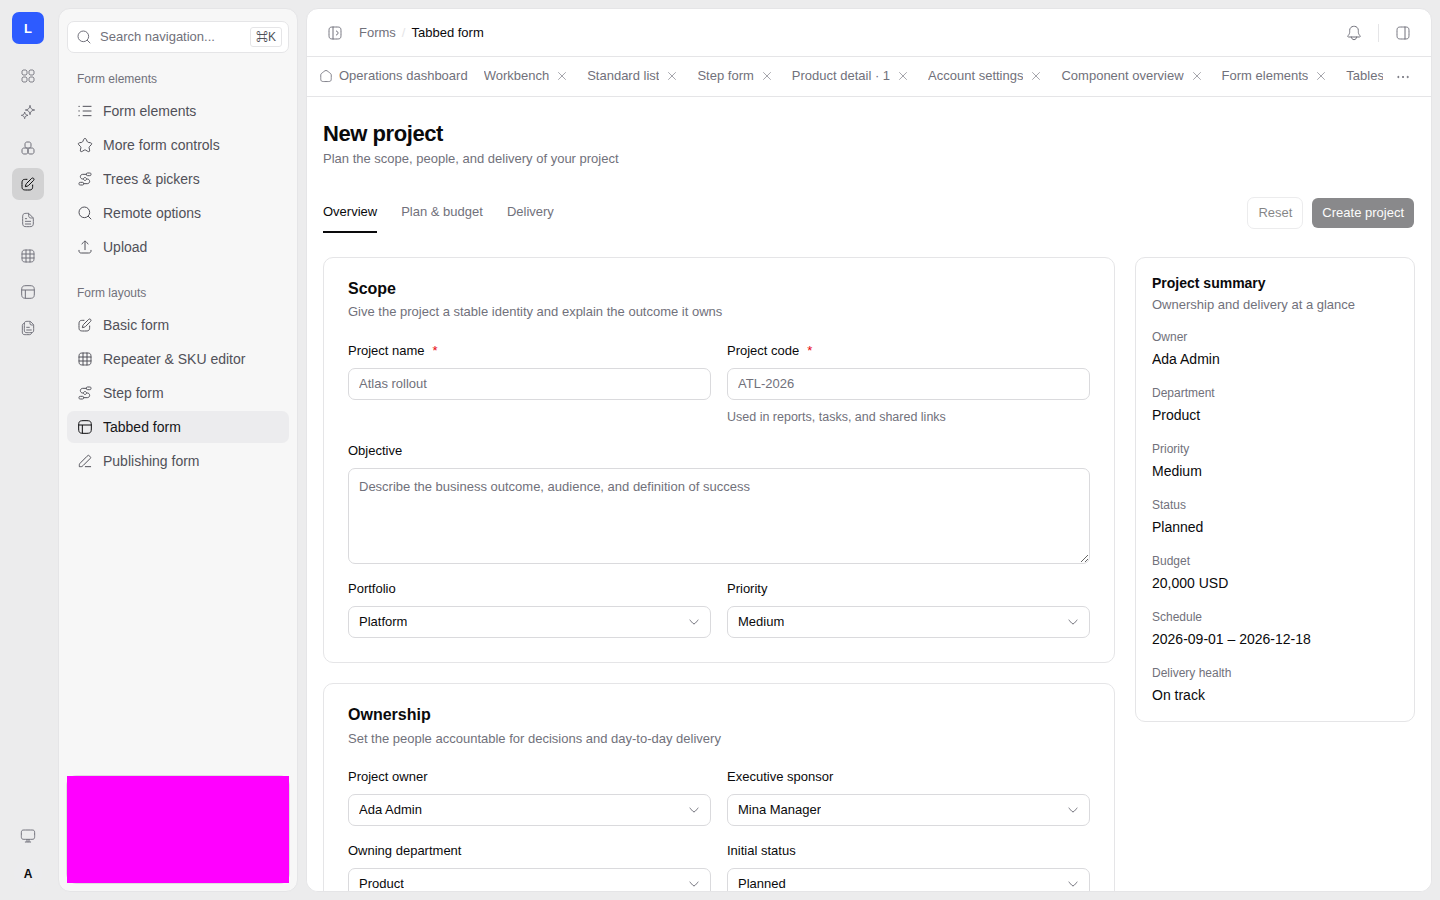 L
Search navigation...
⌘K
Form elements
Form elements
More form controls
Trees & pickers
Remote options
Upload
Form layouts
Basic form
Repeater & SKU editor
Step form
Tabbed form
Publishing form
A
Forms / Tabbed form
Operations dashboard
Workbench
Standard list
Step form
Product detail · 1
Account settings
Component overview
Form elements
Tables
New project
Plan the scope, people, and delivery of your project
Overview
Plan & budget
Delivery
Reset
Create project
Scope
Give the project a stable identity and explain the outcome it owns
Project name *
Project code *
Atlas rollout
ATL-2026
Used in reports, tasks, and shared links
Objective
Describe the business outcome, audience, and definition of success
Portfolio
Priority
Platform
Medium
Ownership
Set the people accountable for decisions and day-to-day delivery
Project owner
Executive sponsor
Ada Admin
Mina Manager
Owning department
Initial status
Product
Planned
Project summary
Ownership and delivery at a glance
Owner
Ada Admin
Department
Product
Priority
Medium
Status
Planned
Budget
20,000 USD
Schedule
2026-09-01 – 2026-12-18
Delivery health
On track